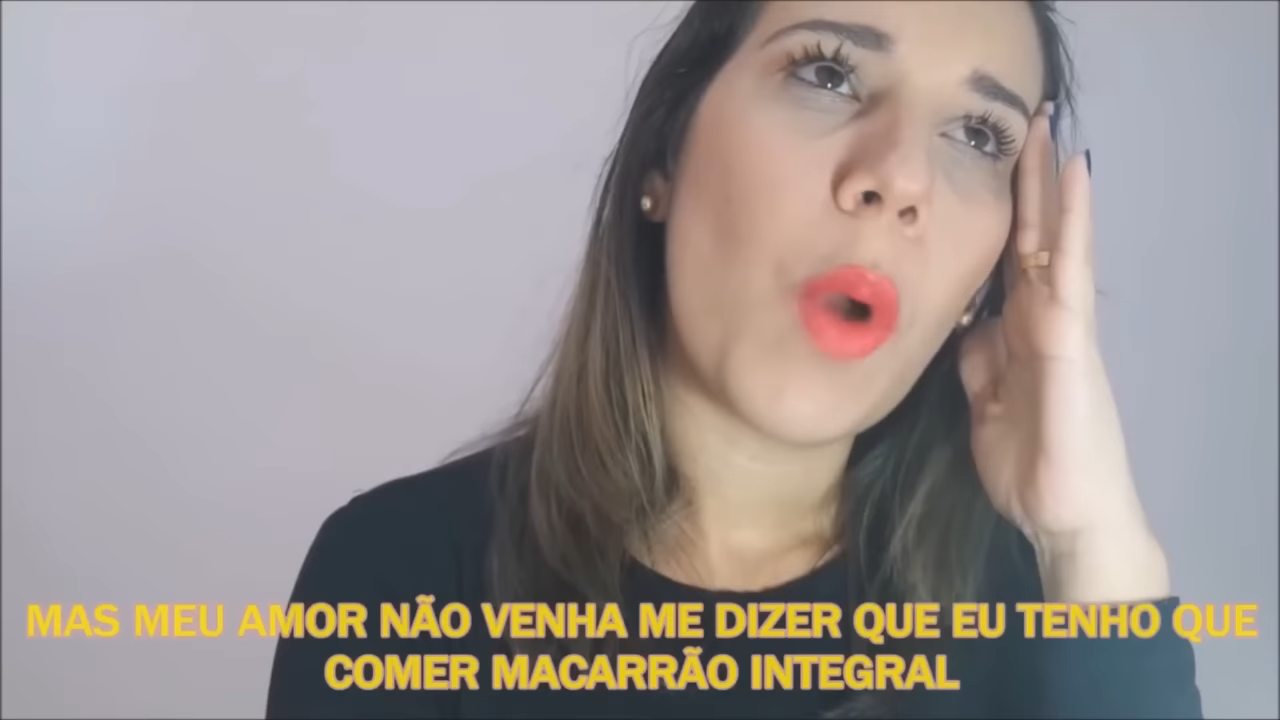 MAS MEU AMOR NÃO VENHA ME DIZER QUE EU TENHO QUE
COMER MACARRÃO INTEGRAL